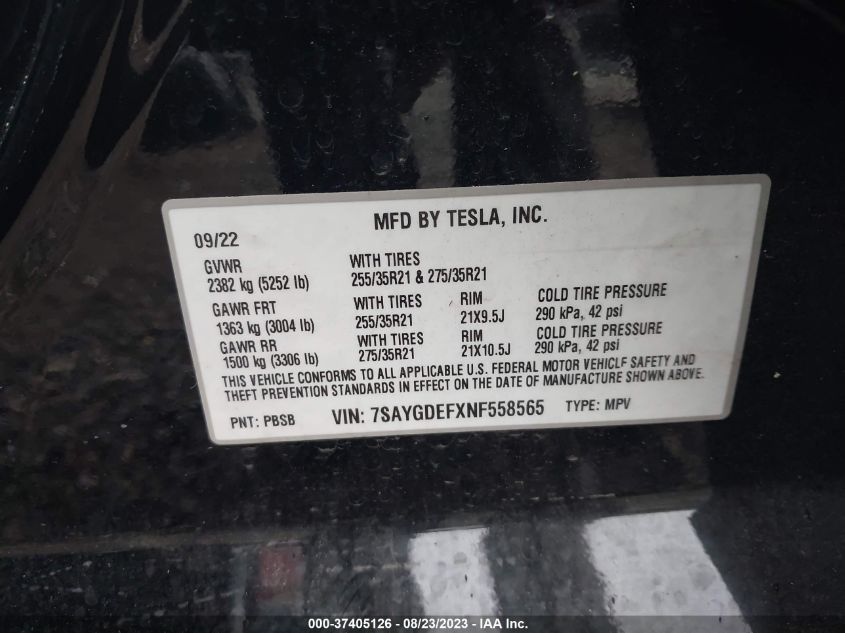 MFD BY TESLA, INC.
09/22
GVWR WITH TIRES
2382 kg (5252 lb) 255/35R21 & 275/35R21
GAWR FRT WITH TIRES RIM COLD TIRE PRESSURE
1363 kg (3004 lb) 255/35R21 21X9.5J 290 kPa, 42 psi
GAWR RR WITH TIRES RIM COLD TIRE PRESSURE
1500 kg (3306 lb) 275/35R21 21X10.5J 290 kPa, 42 psi
THIS VEHICLE CONFORMS TO ALL APPLICABLE U.S. FEDERAL MOTOR VEHICLE SAFETY AND
THEFT PREVENTION STANDARDS IN EFFECT ON THE DATE OF MANUFACTURE SHOWN ABOVE.
PNT: PBSB VIN: 7SAYGDEFXNF558565 TYPE: MPV
000-37405126 - 08/23/2023 - IAA Inc.